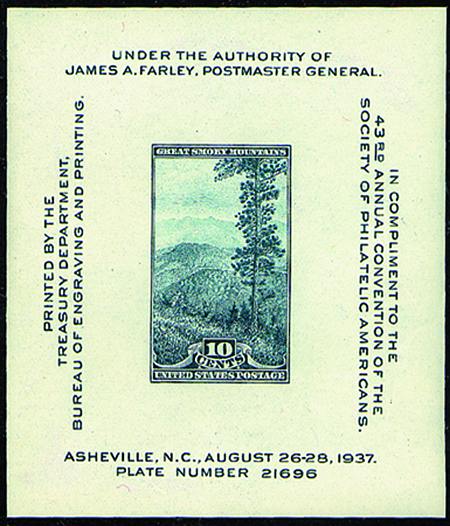 UNDER THE AUTHORITY OF
JAMES A. FARLEY, POSTMASTER GENERAL.
PRINTED BY THE
TREASURY DEPARTMENT,
BUREAU OF ENGRAVING AND PRINTING.
GREAT SMOKY MOUNTAINS
10
CENTS
UNITED STATES POSTAGE
IN COMPLIMENT TO THE
43RD ANNUAL CONVENTION OF THE
SOCIETY OF PHILATELIC AMERICANS.
ASHEVILLE, N.C., AUGUST 26-28, 1937.
PLATE NUMBER 21696